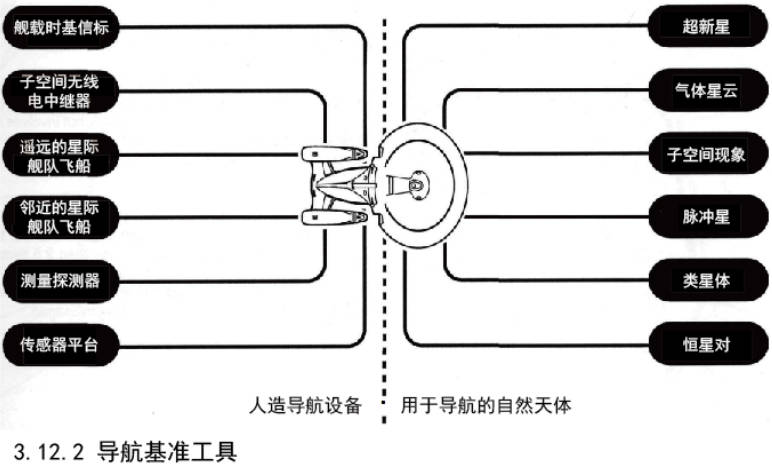 舰载时基信标
子空间无线
电中继器
遥远的星际
舰队飞船
邻近的星际
舰队飞船
测量探测器
传感器平台
超新星
气体星云
子空间现象
脉冲星
类星体
恒星对
人造导航设备
用于导航的自然天体
3.12.2 导航基准工具